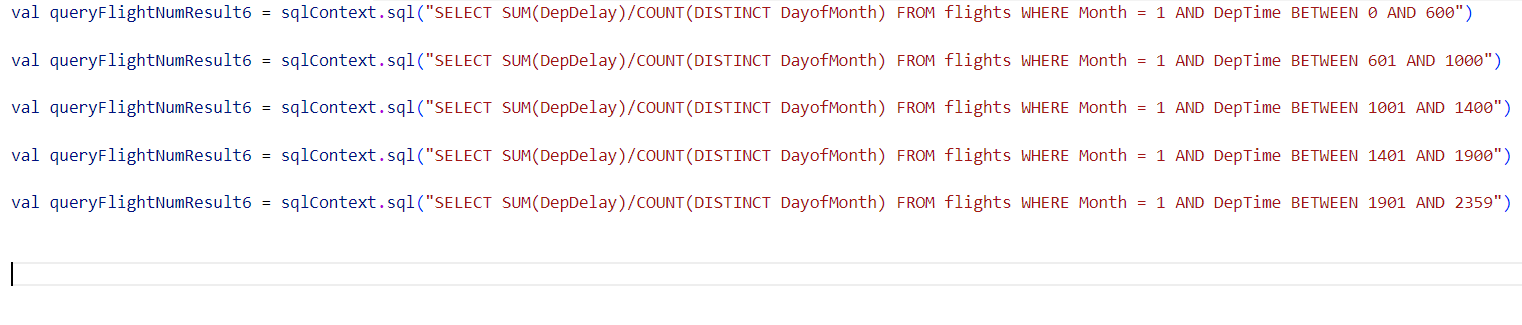 val queryFlightNumResult6 = sqlContext.sql("SELECT SUM(DepDelay)/COUNT(DISTINCT DayofMonth) FROM flights WHERE Month = 1 AND DepTime BETWEEN 0 AND 600")
val queryFlightNumResult6 = sqlContext.sql("SELECT SUM(DepDelay)/COUNT(DISTINCT DayofMonth) FROM flights WHERE Month = 1 AND DepTime BETWEEN 601 AND 1000")
val queryFlightNumResult6 = sqlContext.sql("SELECT SUM(DepDelay)/COUNT(DISTINCT DayofMonth) FROM flights WHERE Month = 1 AND DepTime BETWEEN 1001 AND 1400")
val queryFlightNumResult6 = sqlContext.sql("SELECT SUM(DepDelay)/COUNT(DISTINCT DayofMonth) FROM flights WHERE Month = 1 AND DepTime BETWEEN 1401 AND 1900")
val queryFlightNumResult6 = sqlContext.sql("SELECT SUM(DepDelay)/COUNT(DISTINCT DayofMonth) FROM flights WHERE Month = 1 AND DepTime BETWEEN 1901 AND 2359")